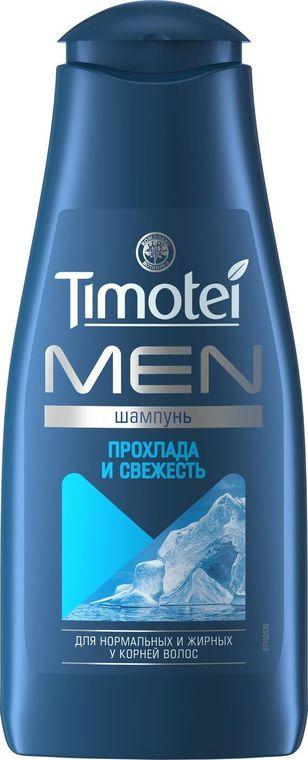 Timotei
MEN
шампунь
ПРОХЛАДА
И СВЕЖЕСТЬ
ДЛЯ НОРМАЛЬНЫХ И ЖИРНЫХ
У КОРНЕЙ ВОЛОС